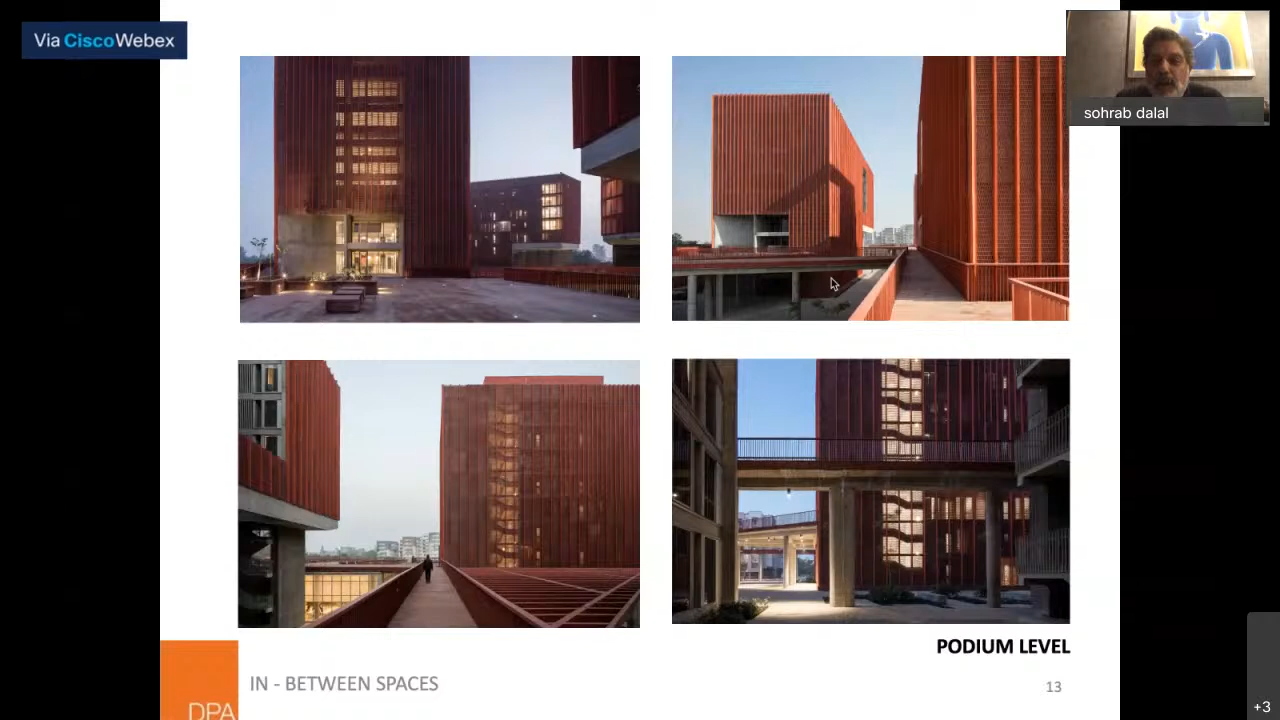 Via CiscoWebex
sohrab dalal
PODIUM LEVEL
IN - BETWEEN SPACES
13
DPA
+3